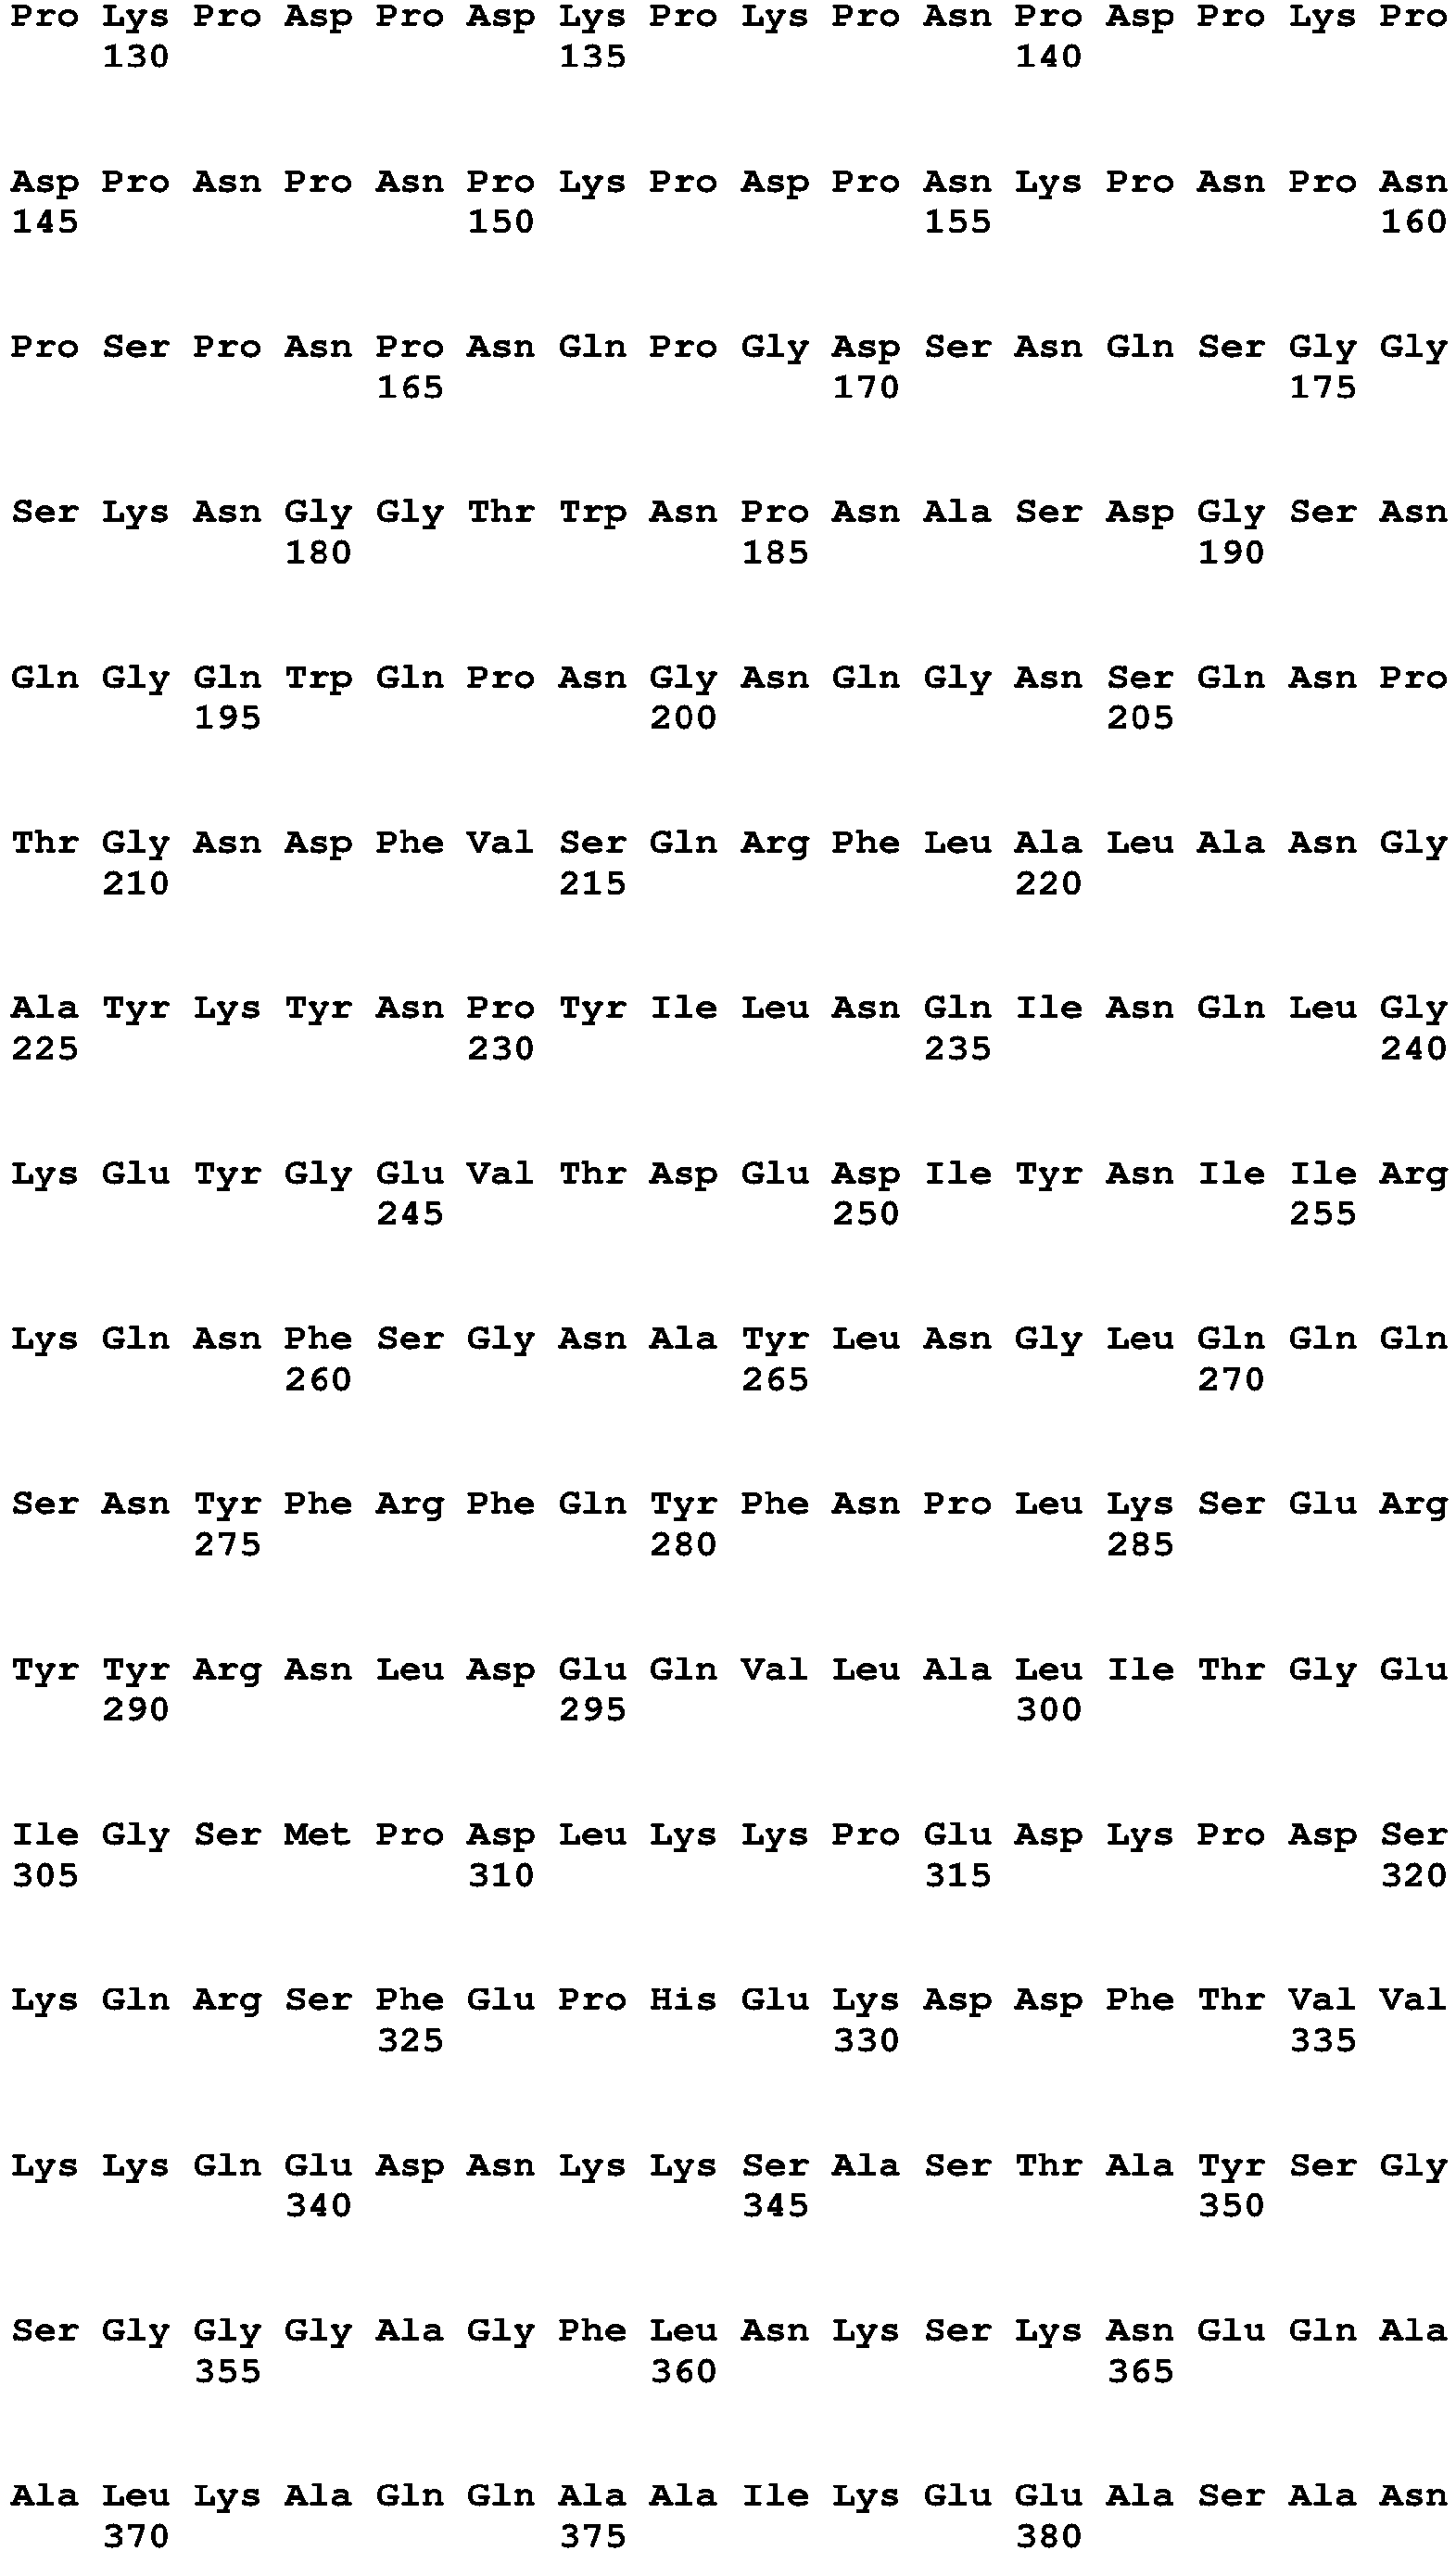 Pro Lys Pro Asp Pro Asp Lys Pro Lys Pro Asn Pro Asp Pro Lys Pro
130 135 140
Asp Pro Asn Pro Asn Pro Lys Pro Asp Pro Asn Lys Pro Asn Pro Asn
145 150 155 160
Pro Ser Pro Asn Pro Asn Gln Pro Gly Asp Ser Asn Gln Ser Gly Gly
165 170 175
Ser Lys Asn Gly Gly Thr Trp Asn Pro Asn Ala Ser Asp Gly Ser Asn
180 185 190
Gln Gly Gln Trp Gln Pro Asn Gly Asn Gln Gly Asn Ser Gln Asn Pro
195 200 205
Thr Gly Asn Asp Phe Val Ser Gln Arg Phe Leu Ala Leu Ala Asn Gly
210 215 220
Ala Tyr Lys Tyr Asn Pro Tyr Ile Leu Asn Gln Ile Asn Gln Leu Gly
225 230 235 240
Lys Glu Tyr Gly Glu Val Thr Asp Glu Asp Ile Tyr Asn Ile Ile Arg
245 250 255
Lys Gln Asn Phe Ser Gly Asn Ala Tyr Leu Asn Gly Leu Gln Gln Gln
260 265 270
Ser Asn Tyr Phe Arg Phe Gln Tyr Phe Asn Pro Leu Lys Ser Glu Arg
275 280 285
Tyr Tyr Arg Asn Leu Asp Glu Gln Val Leu Ala Leu Ile Thr Gly Glu
290 295 300
Ile Gly Ser Met Pro Asp Leu Lys Lys Pro Glu Asp Lys Pro Asp Ser
305 310 315 320
Lys Gln Arg Ser Phe Glu Pro His Glu Lys Asp Asp Phe Thr Val Val
325 330 335
Lys Lys Gln Glu Asp Asn Lys Lys Ser Ala Ser Thr Ala Tyr Ser Gly
340 345 350
Ser Gly Gly Gly Ala Gly Phe Leu Asn Lys Ser Lys Asn Glu Gln Ala
355 360 365
Ala Leu Lys Ala Gln Gln Ala Ala Ile Lys Glu Glu Ala Ser Ala Asn
370 375 380